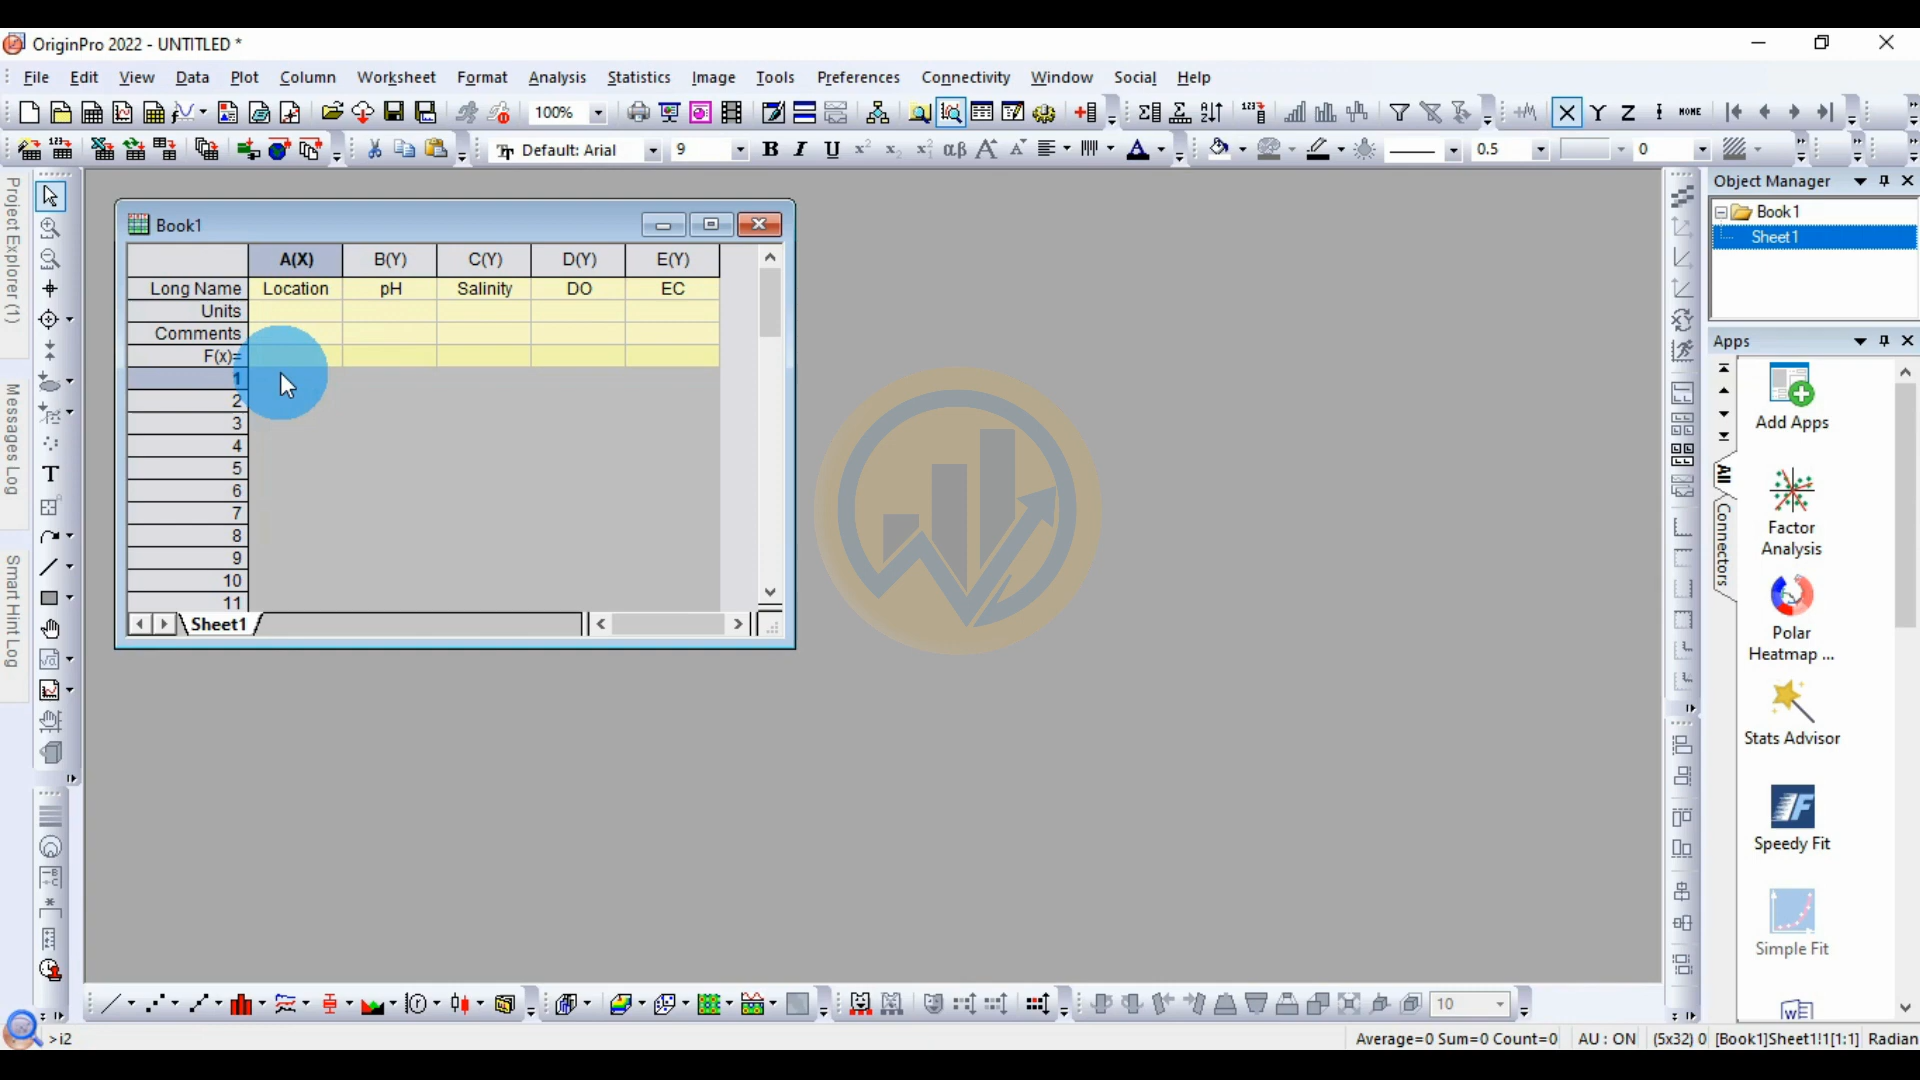 OriginPro 2022 - UNTITLED *
File Edit View Data Plot Column Worksheet Format Analysis Statistics Image Tools Preferences Connectivity Window Social Help
100%
X Y Z NONE
Default: Arial 9 B I U αβ A 0.5 0
Project Explorer (1)
Messages Log
Smart Hint Log
Book1
A(X) B(Y) C(Y) D(Y) E(Y)
Long Name Location pH Salinity DO EC
Units
Comments
F(x)=
1
2
3
4
5
6
7
8
9
10
11
Sheet1
Object Manager
Book1
Sheet1
Apps
All
Connectors
Add Apps
Factor
Analysis
Polar
Heatmap ...
Stats Advisor
Speedy Fit
Simple Fit
10
>i2
Average=0 Sum=0 Count=0 AU : ON (5x32) 0 [Book1]Sheet1!1[1:1] Radian